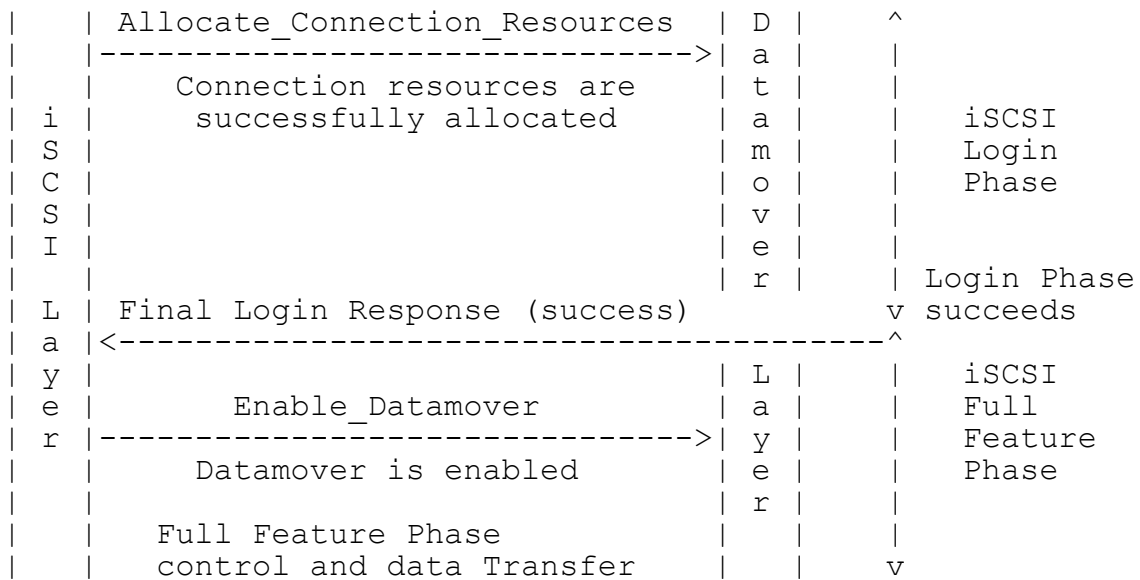 |   | Allocate_Connection_Resources  | D |    ^
|   |------------------------------->| a |    |
|   |    Connection resources are    | t |    |
| i |     successfully allocated     | a |    |   iSCSI
| S |                                | m |    |   Login
| C |                                | o |    |   Phase
| S |                                | v |    |
| I |                                | e |    |
|   |                                | r |    | Login Phase
| L | Final Login Response (success)          v succeeds
| a |<----------------------------------------^
| y |                                | L |    |   iSCSI
| e |       Enable_Datamover         | a |    |   Full
| r |------------------------------->| y |    |   Feature
|   |     Datamover is enabled       | e |    |   Phase
|   |                                | r |    |
|   |   Full Feature Phase           |   |    |
|   |   control and data Transfer    |   |    v